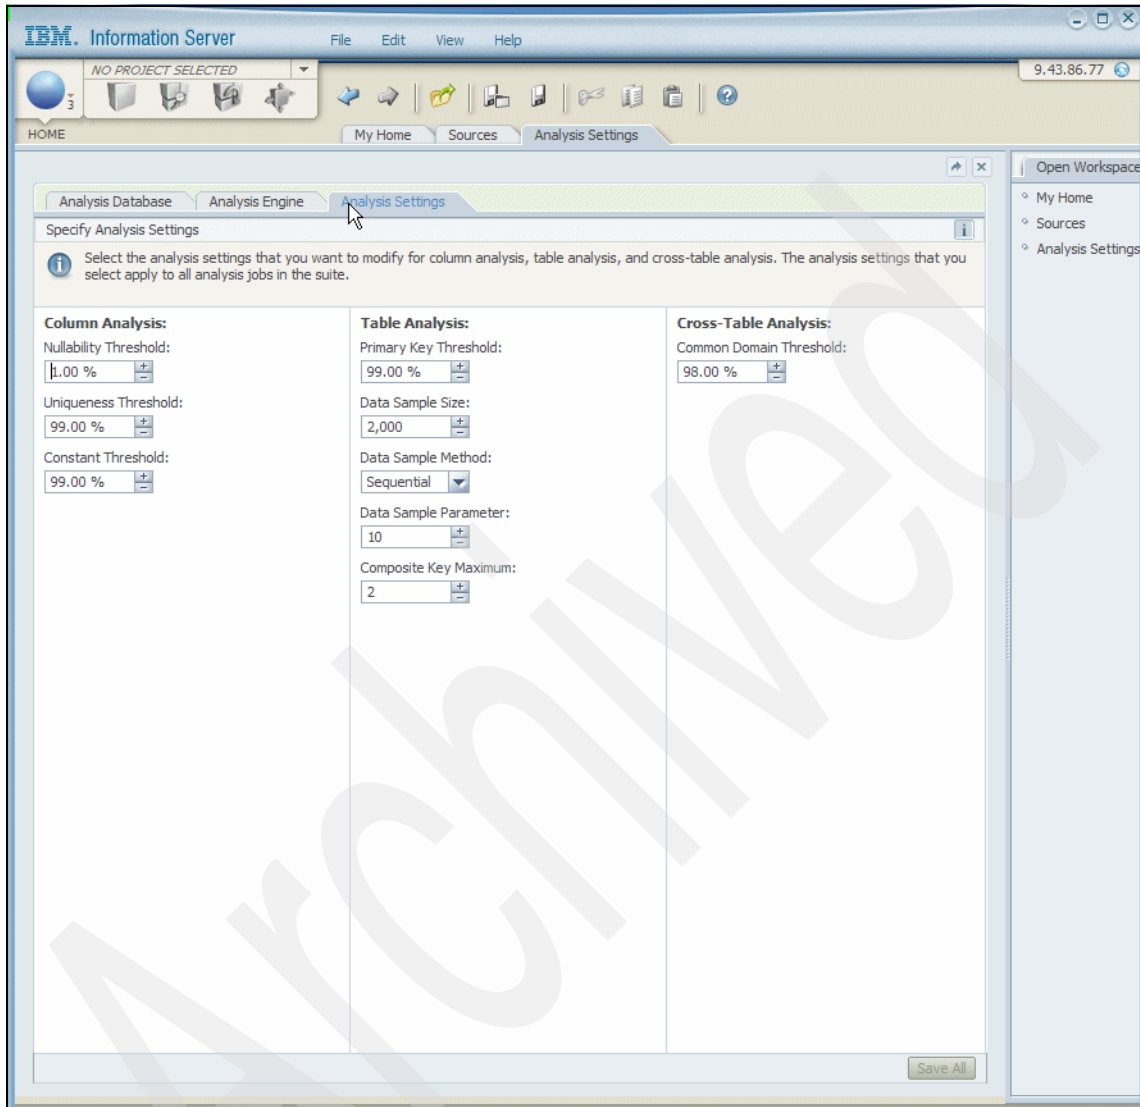 IBM. Information Server
File Edit View Help
NO PROJECT SELECTED
9.43.86.77
3
HOME
My Home Sources Analysis Settings
Open Workspace
My Home
Sources
Analysis Settings
Analysis Database Analysis Engine Analysis Settings
Specify Analysis Settings
Select the analysis settings that you want to modify for column analysis, table analysis, and cross-table analysis. The analysis settings that you
select apply to all analysis jobs in the suite.
Column Analysis:
Nullability Threshold:
1.00 %
Uniqueness Threshold:
99.00 %
Constant Threshold:
99.00 %
Table Analysis:
Primary Key Threshold:
99.00 %
Data Sample Size:
2,000
Data Sample Method:
Sequential
Data Sample Parameter:
10
Composite Key Maximum:
2
Cross-Table Analysis:
Common Domain Threshold:
98.00 %
Save All
Archived